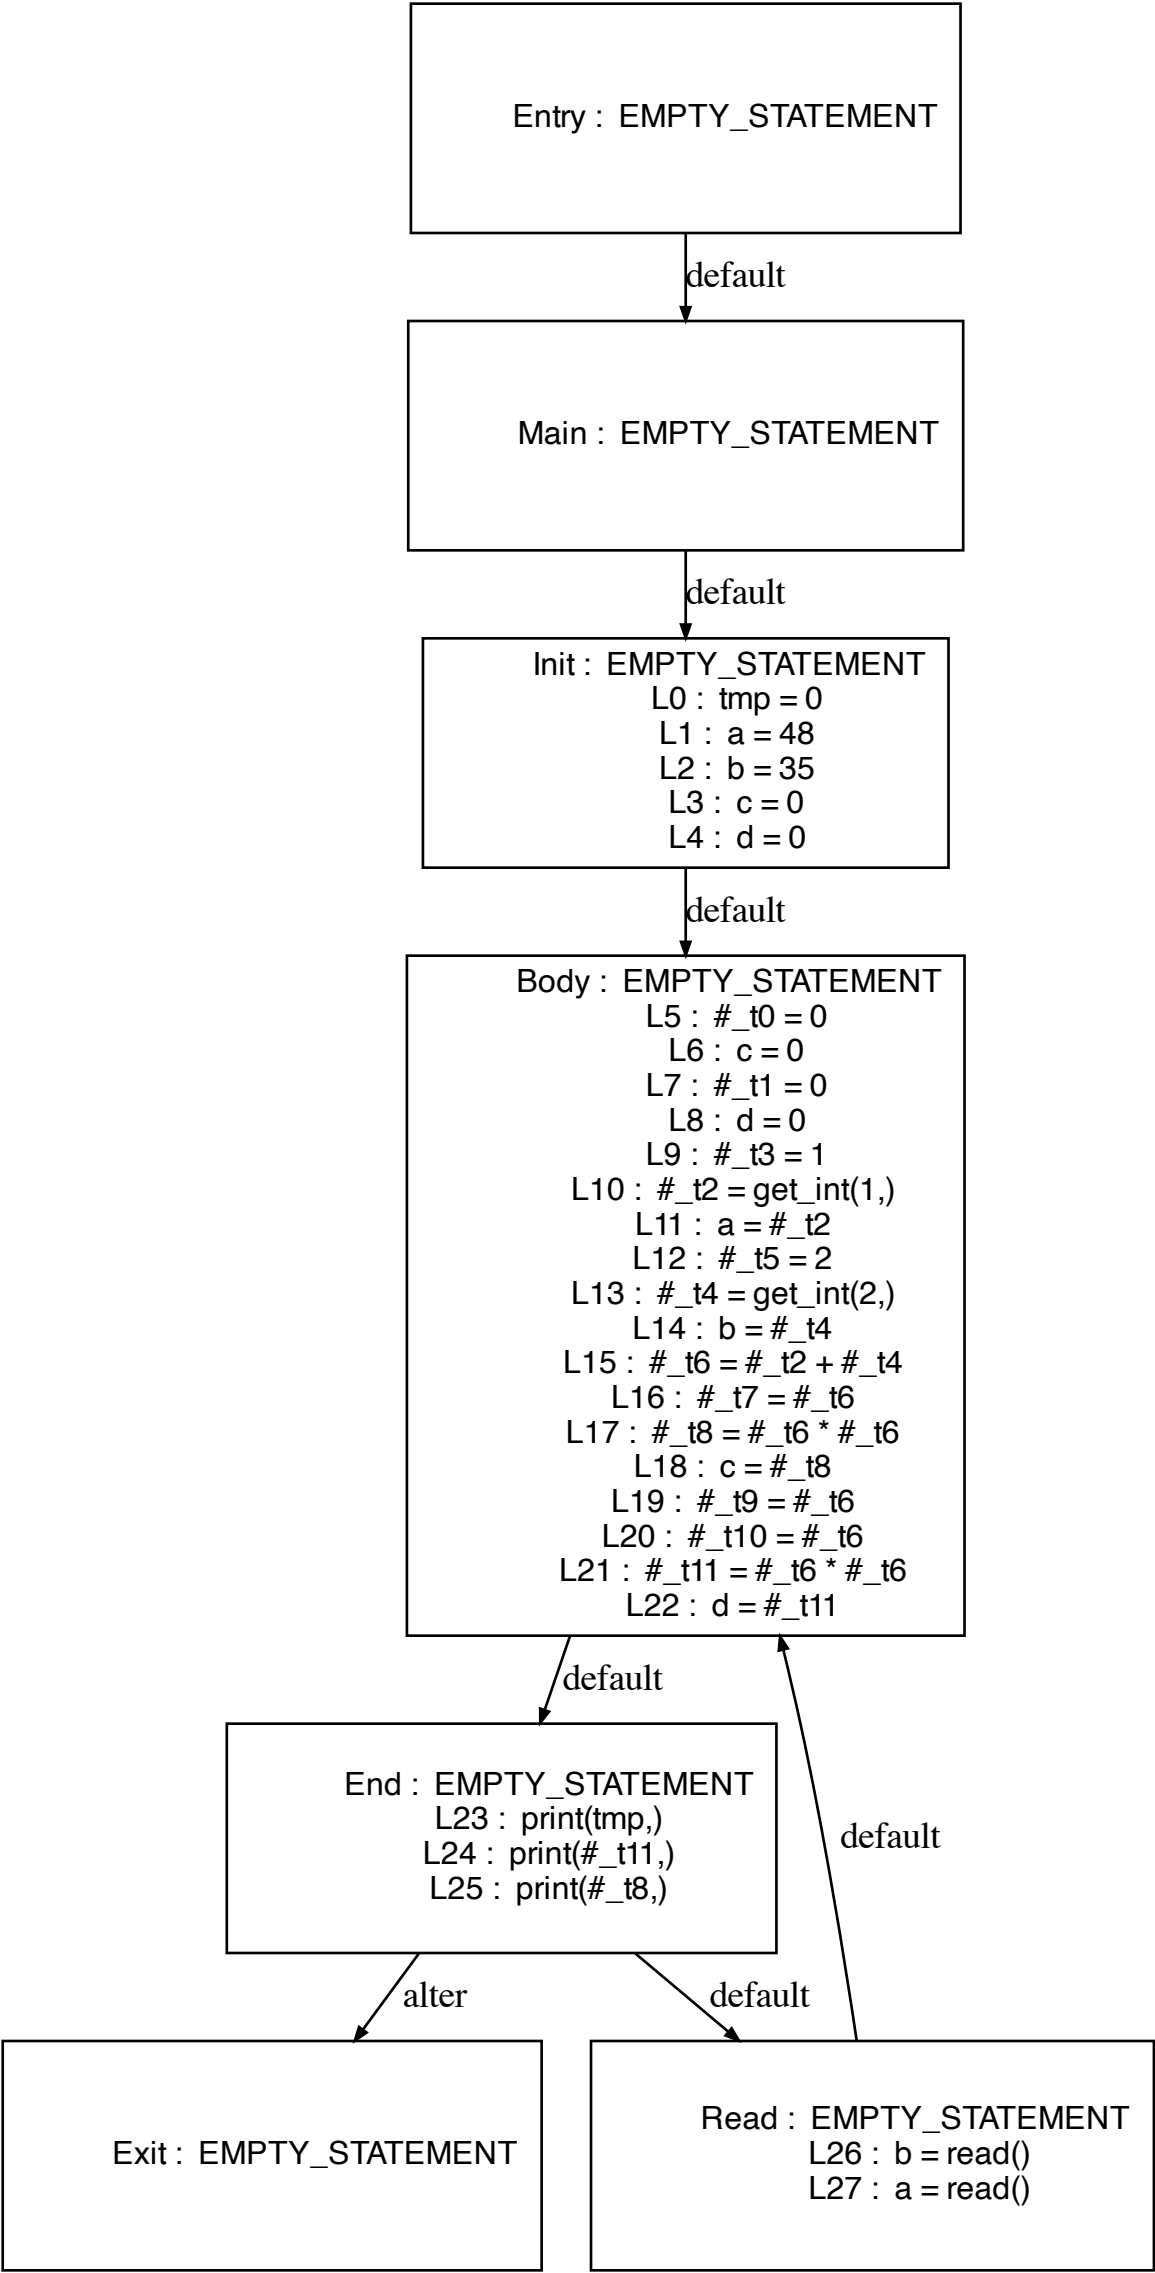 Entry : EMPTY_STATEMENT
default
Main : EMPTY_STATEMENT
default
Init : EMPTY_STATEMENT
L0 : tmp = 0
L1 : a = 48
L2 : b = 35
L3 : c = 0
L4 : d = 0
default
Body : EMPTY_STATEMENT
L5 : #_t0 = 0
L6 : c = 0
L7 : #_t1 = 0
L8 : d = 0
L9 : #_t3 = 1
L10 : #_t2 = get_int(1,)
L11 : a = #_t2
L12 : #_t5 = 2
L13 : #_t4 = get_int(2,)
L14 : b = #_t4
L15 : #_t6 = #_t2 + #_t4
L16 : #_t7 = #_t6
L17 : #_t8 = #_t6 * #_t6
L18 : c = #_t8
L19 : #_t9 = #_t6
L20 : #_t10 = #_t6
L21 : #_t11 = #_t6 * #_t6
L22 : d = #_t11
default
End : EMPTY_STATEMENT
L23 : print(tmp,)
L24 : print(#_t11,)
L25 : print(#_t8,)
default
alter
default
Exit : EMPTY_STATEMENT
Read : EMPTY_STATEMENT
L26 : b = read()
L27 : a = read()